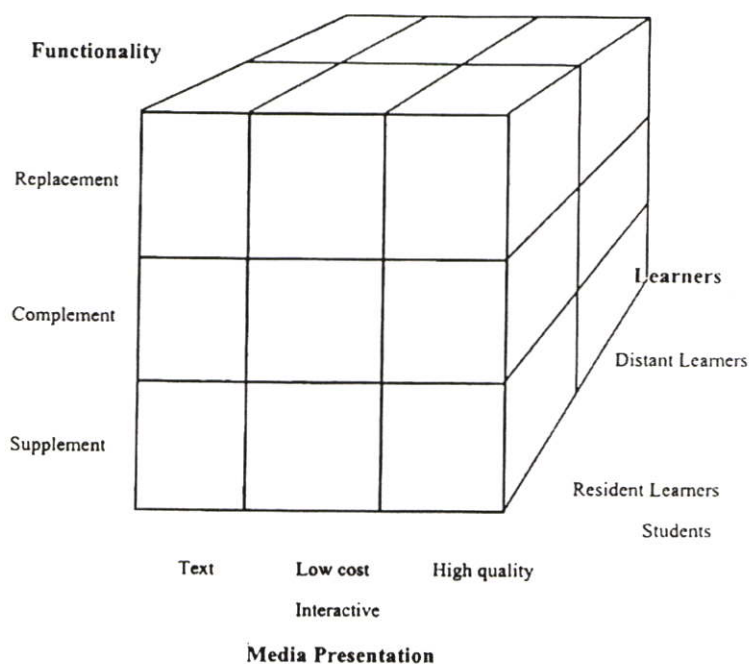 Functionality
Replacement
Learners
Complement
Distant Learners
Supplement
Resident Learners
Students
Text Low cost High quality
Interactive
Media Presentation